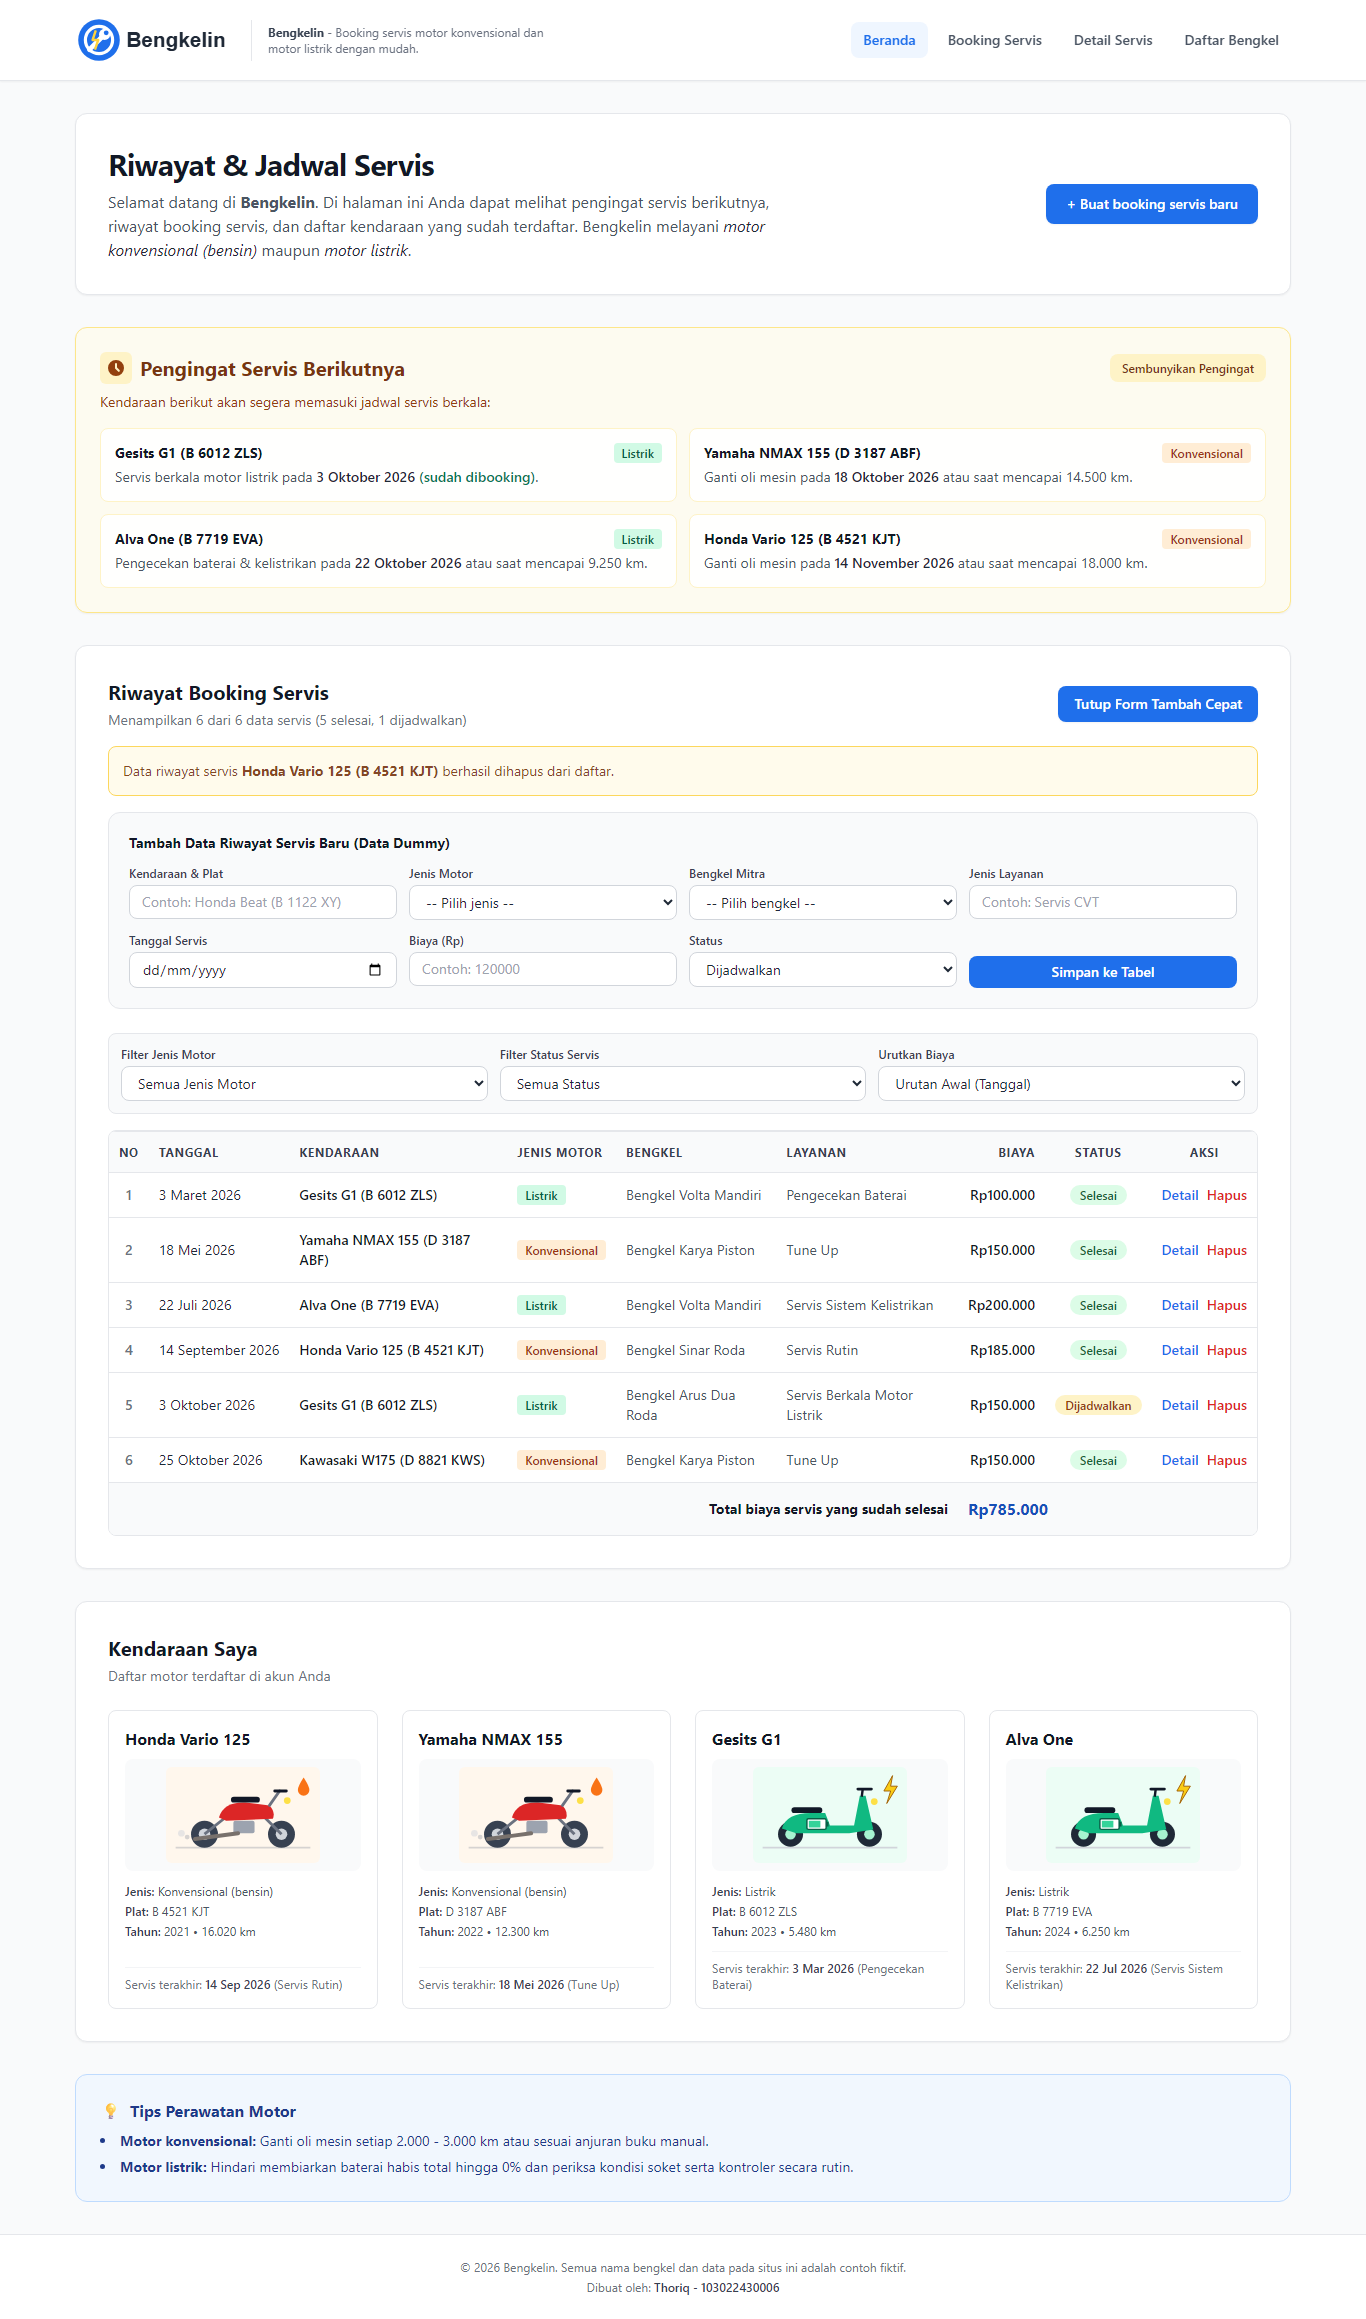 Bengkelin
Bengkelin - Booking servis motor konvensional dan
motor listrik dengan mudah.
Beranda
Booking Servis
Detail Servis
Daftar Bengkel
Riwayat & Jadwal Servis
Selamat datang di Bengkelin. Di halaman ini Anda dapat melihat pengingat servis berikutnya,
riwayat booking servis, dan daftar kendaraan yang sudah terdaftar. Bengkelin melayani motor
konvensional (bensin) maupun motor listrik.
+ Buat booking servis baru
Pengingat Servis Berikutnya
Sembunyikan Pengingat
Kendaraan berikut akan segera memasuki jadwal servis berkala:
Gesits G1 (B 6012 ZLS)
Listrik
Servis berkala motor listrik pada 3 Oktober 2026 (sudah dibooking).
Yamaha NMAX 155 (D 3187 ABF)
Konvensional
Ganti oli mesin pada 18 Oktober 2026 atau saat mencapai 14.500 km.
Alva One (B 7719 EVA)
Listrik
Pengecekan baterai & kelistrikan pada 22 Oktober 2026 atau saat mencapai 9.250 km.
Honda Vario 125 (B 4521 KJT)
Konvensional
Ganti oli mesin pada 14 November 2026 atau saat mencapai 18.000 km.
Riwayat Booking Servis
Menampilkan 6 dari 6 data servis (5 selesai, 1 dijadwalkan)
Tutup Form Tambah Cepat
Data riwayat servis Honda Vario 125 (B 4521 KJT) berhasil dihapus dari daftar.
Tambah Data Riwayat Servis Baru (Data Dummy)
Kendaraan & Plat
Jenis Motor
Bengkel Mitra
Jenis Layanan
Contoh: Honda Beat (B 1122 XY)
-- Pilih jenis --
-- Pilih bengkel --
Contoh: Servis CVT
Tanggal Servis
Biaya (Rp)
Status
dd/mm/yyyy
Contoh: 120000
Dijadwalkan
Simpan ke Tabel
Filter Jenis Motor
Filter Status Servis
Urutkan Biaya
Semua Jenis Motor
Semua Status
Urutan Awal (Tanggal)
NO TANGGAL KENDARAAN JENIS MOTOR BENGKEL LAYANAN BIAYA STATUS AKSI
1 3 Maret 2026 Gesits G1 (B 6012 ZLS) Listrik Bengkel Volta Mandiri Pengecekan Baterai Rp100.000 Selesai Detail Hapus
2 18 Mei 2026 Yamaha NMAX 155 (D 3187
ABF) Konvensional Bengkel Karya Piston Tune Up Rp150.000 Selesai Detail Hapus
3 22 Juli 2026 Alva One (B 7719 EVA) Listrik Bengkel Volta Mandiri Servis Sistem Kelistrikan Rp200.000 Selesai Detail Hapus
4 14 September 2026 Honda Vario 125 (B 4521 KJT) Konvensional Bengkel Sinar Roda Servis Rutin Rp185.000 Selesai Detail Hapus
5 3 Oktober 2026 Gesits G1 (B 6012 ZLS) Listrik Bengkel Arus Dua
Roda Servis Berkala Motor
Listrik Rp150.000 Dijadwalkan Detail Hapus
6 25 Oktober 2026 Kawasaki W175 (D 8821 KWS) Konvensional Bengkel Karya Piston Tune Up Rp150.000 Selesai Detail Hapus
Total biaya servis yang sudah selesai Rp785.000
Kendaraan Saya
Daftar motor terdaftar di akun Anda
Honda Vario 125
Jenis: Konvensional (bensin)
Plat: B 4521 KJT
Tahun: 2021 • 16.020 km
Servis terakhir: 14 Sep 2026 (Servis Rutin)
Yamaha NMAX 155
Jenis: Konvensional (bensin)
Plat: D 3187 ABF
Tahun: 2022 • 12.300 km
Servis terakhir: 18 Mei 2026 (Tune Up)
Gesits G1
Jenis: Listrik
Plat: B 6012 ZLS
Tahun: 2023 • 5.480 km
Servis terakhir: 3 Mar 2026 (Pengecekan
Baterai)
Alva One
Jenis: Listrik
Plat: B 7719 EVA
Tahun: 2024 • 6.250 km
Servis terakhir: 22 Jul 2026 (Servis Sistem
Kelistrikan)
Tips Perawatan Motor
• Motor konvensional: Ganti oli mesin setiap 2.000 - 3.000 km atau sesuai anjuran buku manual.
• Motor listrik: Hindari membiarkan baterai habis total hingga 0% dan periksa kondisi soket serta kontroler secara rutin.
© 2026 Bengkelin. Semua nama bengkel dan data pada situs ini adalah contoh fiktif.
Dibuat oleh: Thoriq - 103022430006